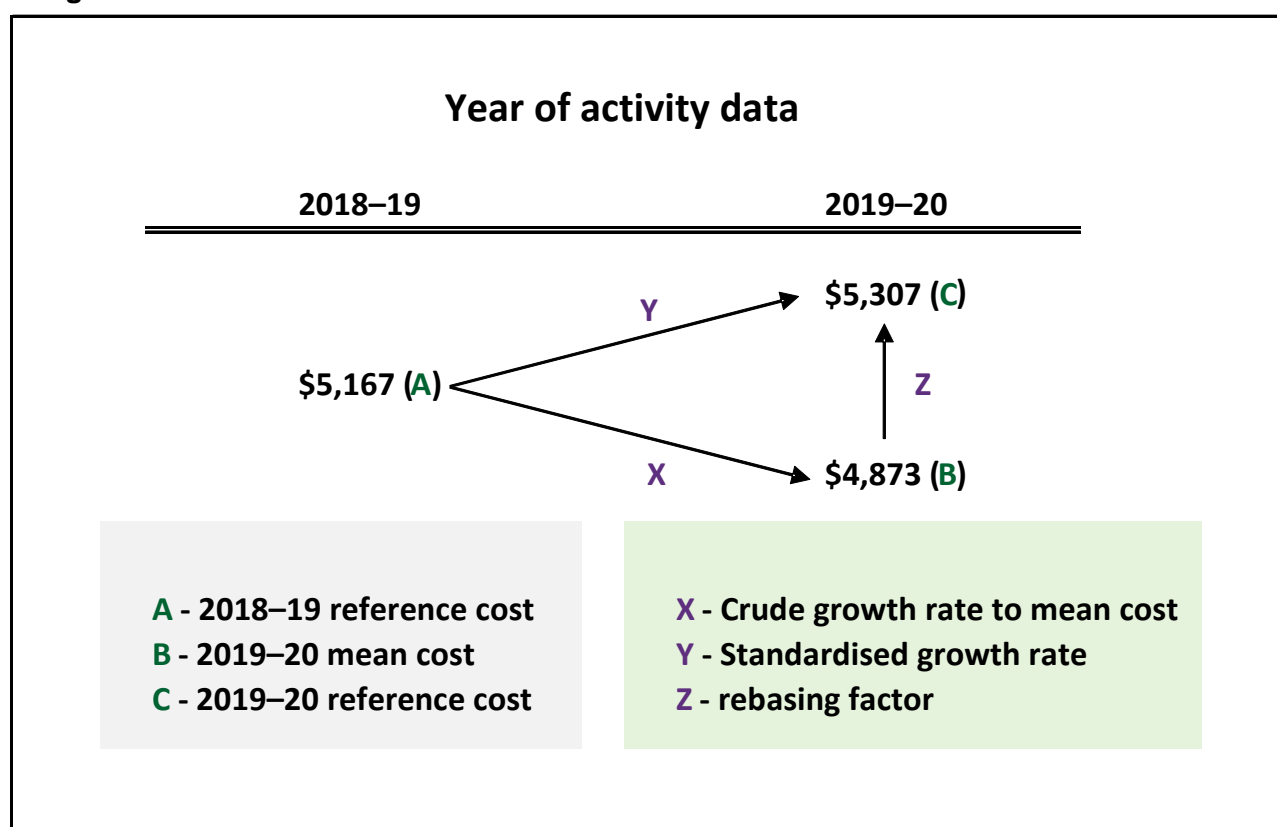 Year of activity data
2018–19 2019–20
$5,307 (C)
Y
$5,167 (A)
Z
X
$4,873 (B)
A - 2018–19 reference cost
B - 2019–20 mean cost
C - 2019–20 reference cost
X - Crude growth rate to mean cost
Y - Standardised growth rate
Z - rebasing factor